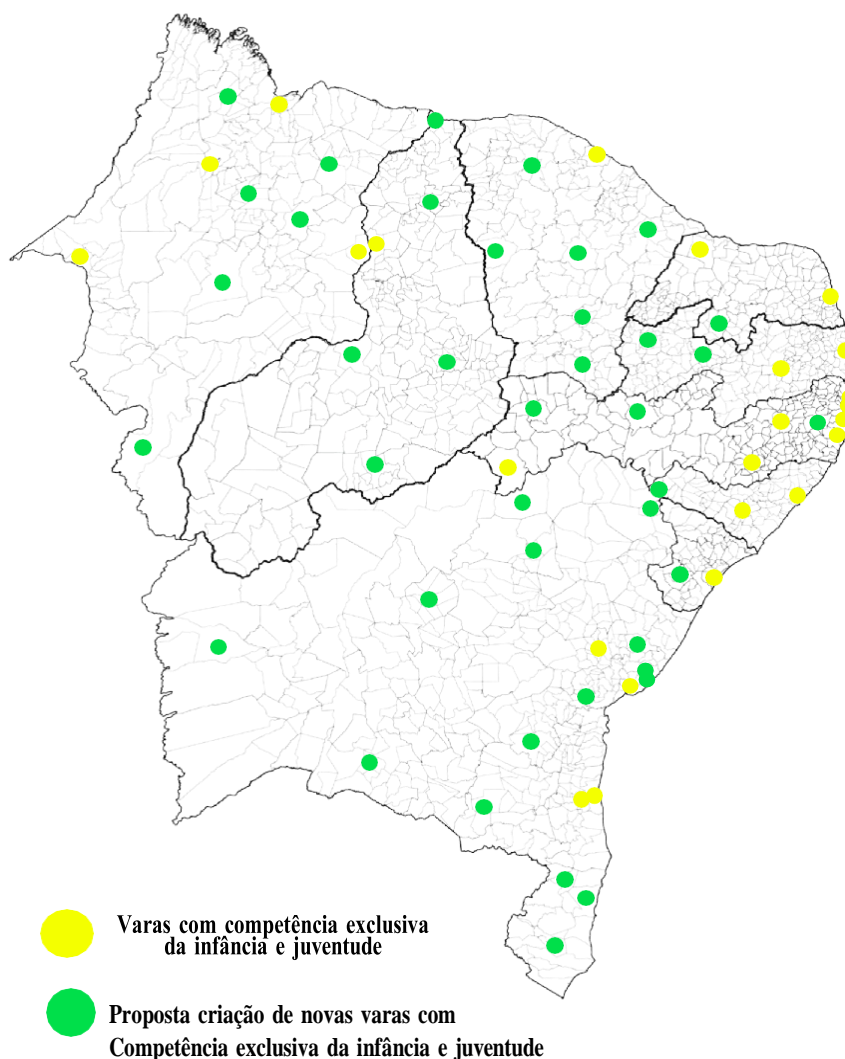 Varas com competência exclusiva
da infância e juventude
Proposta criação de novas varas com
Competência exclusiva da infância e juventude